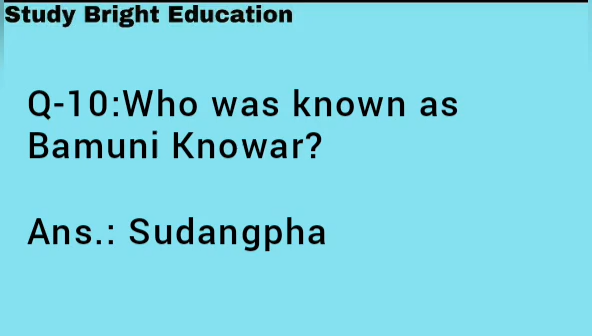 Study Bright Education
Q-10:Who was known as
Bamuni Knowar?
Ans.: Sudangpha